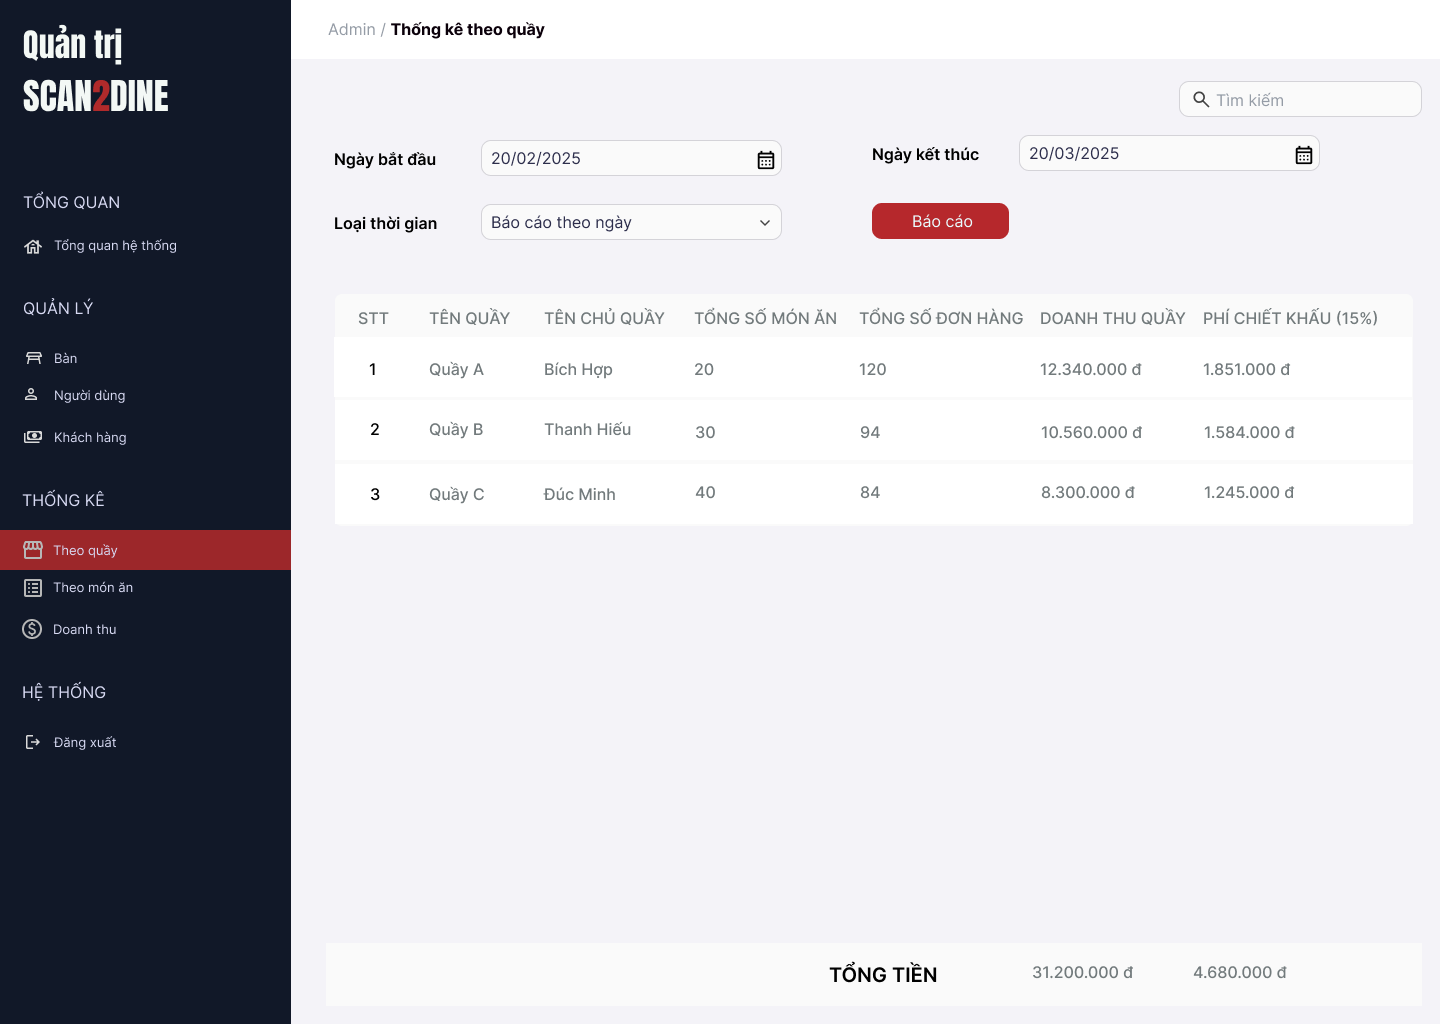 Quản trị
SCAN2DINE
TỔNG QUAN
Tổng quan hệ thống
QUẢN LÝ
Bàn
Người dùng
Khách hàng
THỐNG KÊ
Theo quầy
Theo món ăn
Doanh thu
HỆ THỐNG
Đăng xuất
Admin / Thống kê theo quầy
Tìm kiếm
Ngày bắt đầu 20/02/2025 Ngày kết thúc 20/03/2025
Loại thời gian Báo cáo theo ngày Báo cáo
STT TÊN QUẦY TÊN CHỦ QUẦY TỔNG SỐ MÓN ĂN TỔNG SỐ ĐƠN HÀNG DOANH THU QUẦY PHÍ CHIẾT KHẤU (15%)
1 Quầy A Bích Hợp 20 120 12.340.000 đ 1.851.000 đ
2 Quầy B Thanh Hiếu 30 94 10.560.000 đ 1.584.000 đ
3 Quầy C Đúc Minh 40 84 8.300.000 đ 1.245.000 đ
TỔNG TIỀN 31.200.000 đ 4.680.000 đ